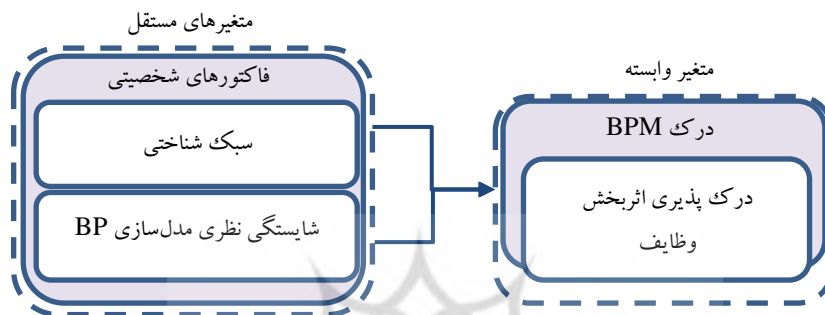 متغیرهای مستقل
فاکتورهای شخصیتی
سبک شناختی
شایستگی نظری مدل‌سازی BP
متغیر وابسته
درک BPM
درک پذیری اثربخش
وظایف